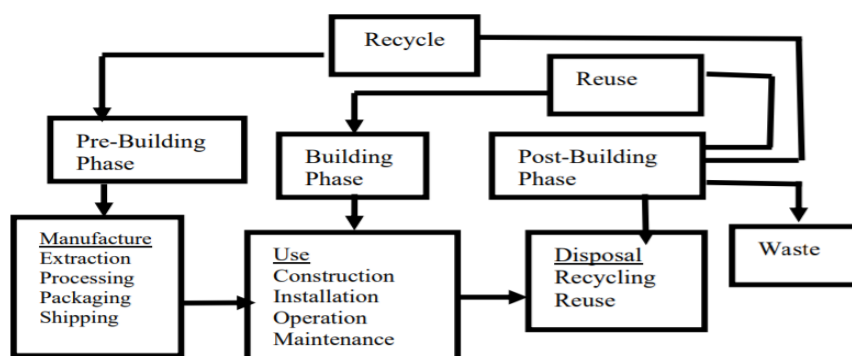 Recycle
Reuse
Pre-Building
Phase
Building
Phase
Post-Building
Phase
Manufacture
Extraction
Processing
Packaging
Shipping
Use
Construction
Installation
Operation
Maintenance
Disposal
Recycling
Reuse
Waste